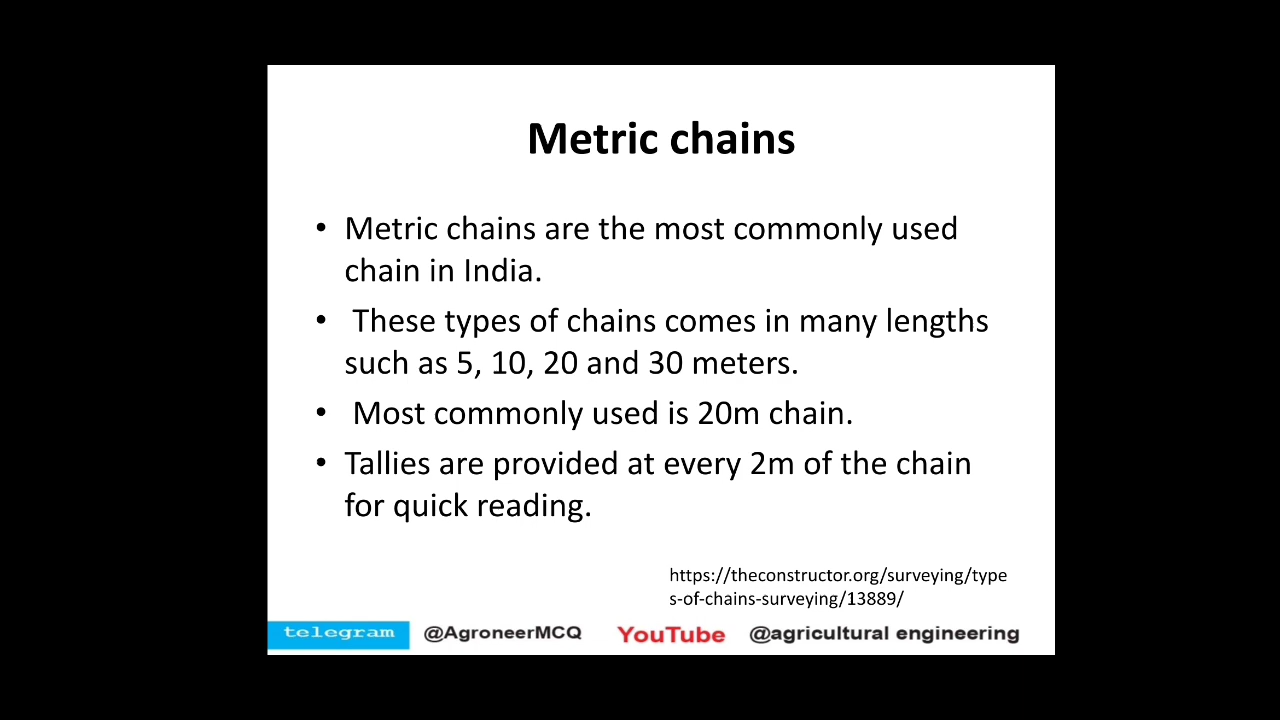 Metric chains
• Metric chains are the most commonly used
chain in India.
• These types of chains comes in many lengths
such as 5, 10, 20 and 30 meters.
• Most commonly used is 20m chain.
• Tallies are provided at every 2m of the chain
for quick reading.
https://theconstructor.org/surveying/type
s-of-chains-surveying/13889/
telegram @AgroneerMCQ YouTube @agricultural engineering